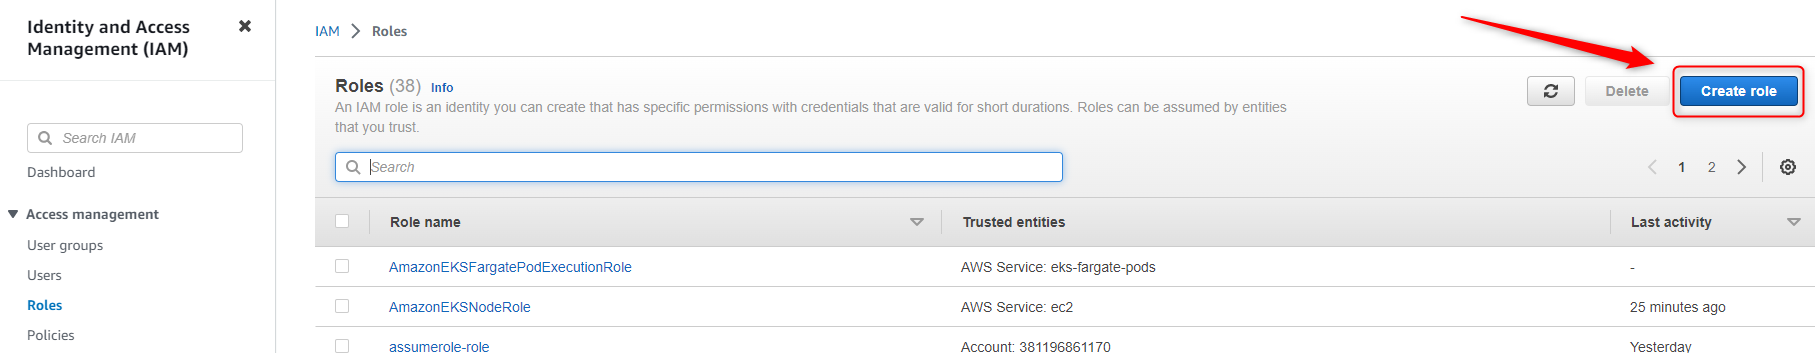 Identity and Access
Management (IAM)
Search IAM
Dashboard
Access management
User groups
Users
Roles
Policies
IAM > Roles
Roles (38) Info
An IAM role is an identity you can create that has specific permissions with credentials that are valid for short durations. Roles can be assumed by entities
that you trust.
Delete
Create role
Search
1 2
Role name Trusted entities Last activity
AmazonEKSFargatePodExecutionRole AWS Service: eks-fargate-pods -
AmazonEKSNodeRole AWS Service: ec2 25 minutes ago
assumerole-role Account: 381196861170 Yesterday